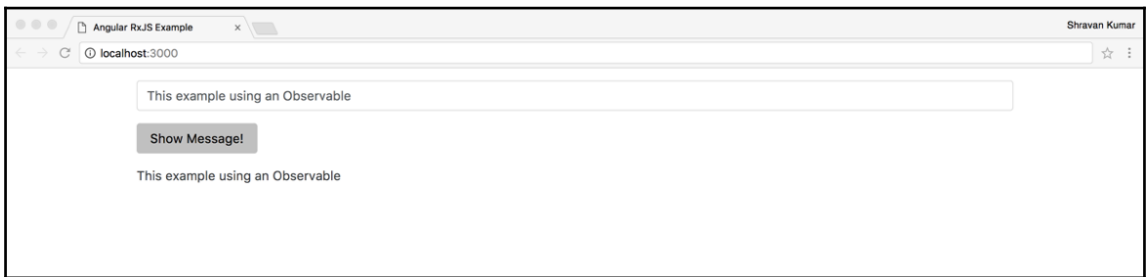 Angular RxJS Example
Shravan Kumar
localhost:3000
This example using an Observable
Show Message!
This example using an Observable